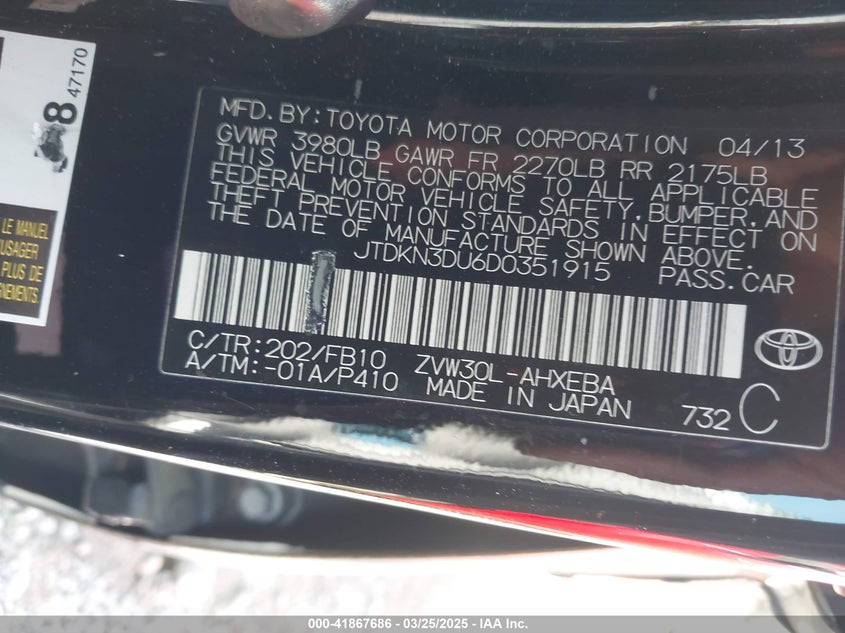 8 47170
LE MANUEL
PLUS DE
MFD.BY:TOYOTA MOTOR CORPORATION 04/13
GVWR 3980LB GAWR FR 2270LB RR 2175LB
THIS VEHICLE CONFORMS TO ALL APPLICABLE
FEDERAL MOTOR VEHICLE SAFETY,BUMPER,AND
THEFT PREVENTION STANDARDS IN EFFECT ON
THE DATE OF MANUFACTURE SHOWN ABOVE.
JTDKN3DU6D0351915 PASS.CAR
C/TR:202/FB10 ZVW30L-AHXEBA
A/TM:-01A/P410 MADE IN JAPAN 732 C
000-41867686 - 03/25/2025 - IAA Inc.